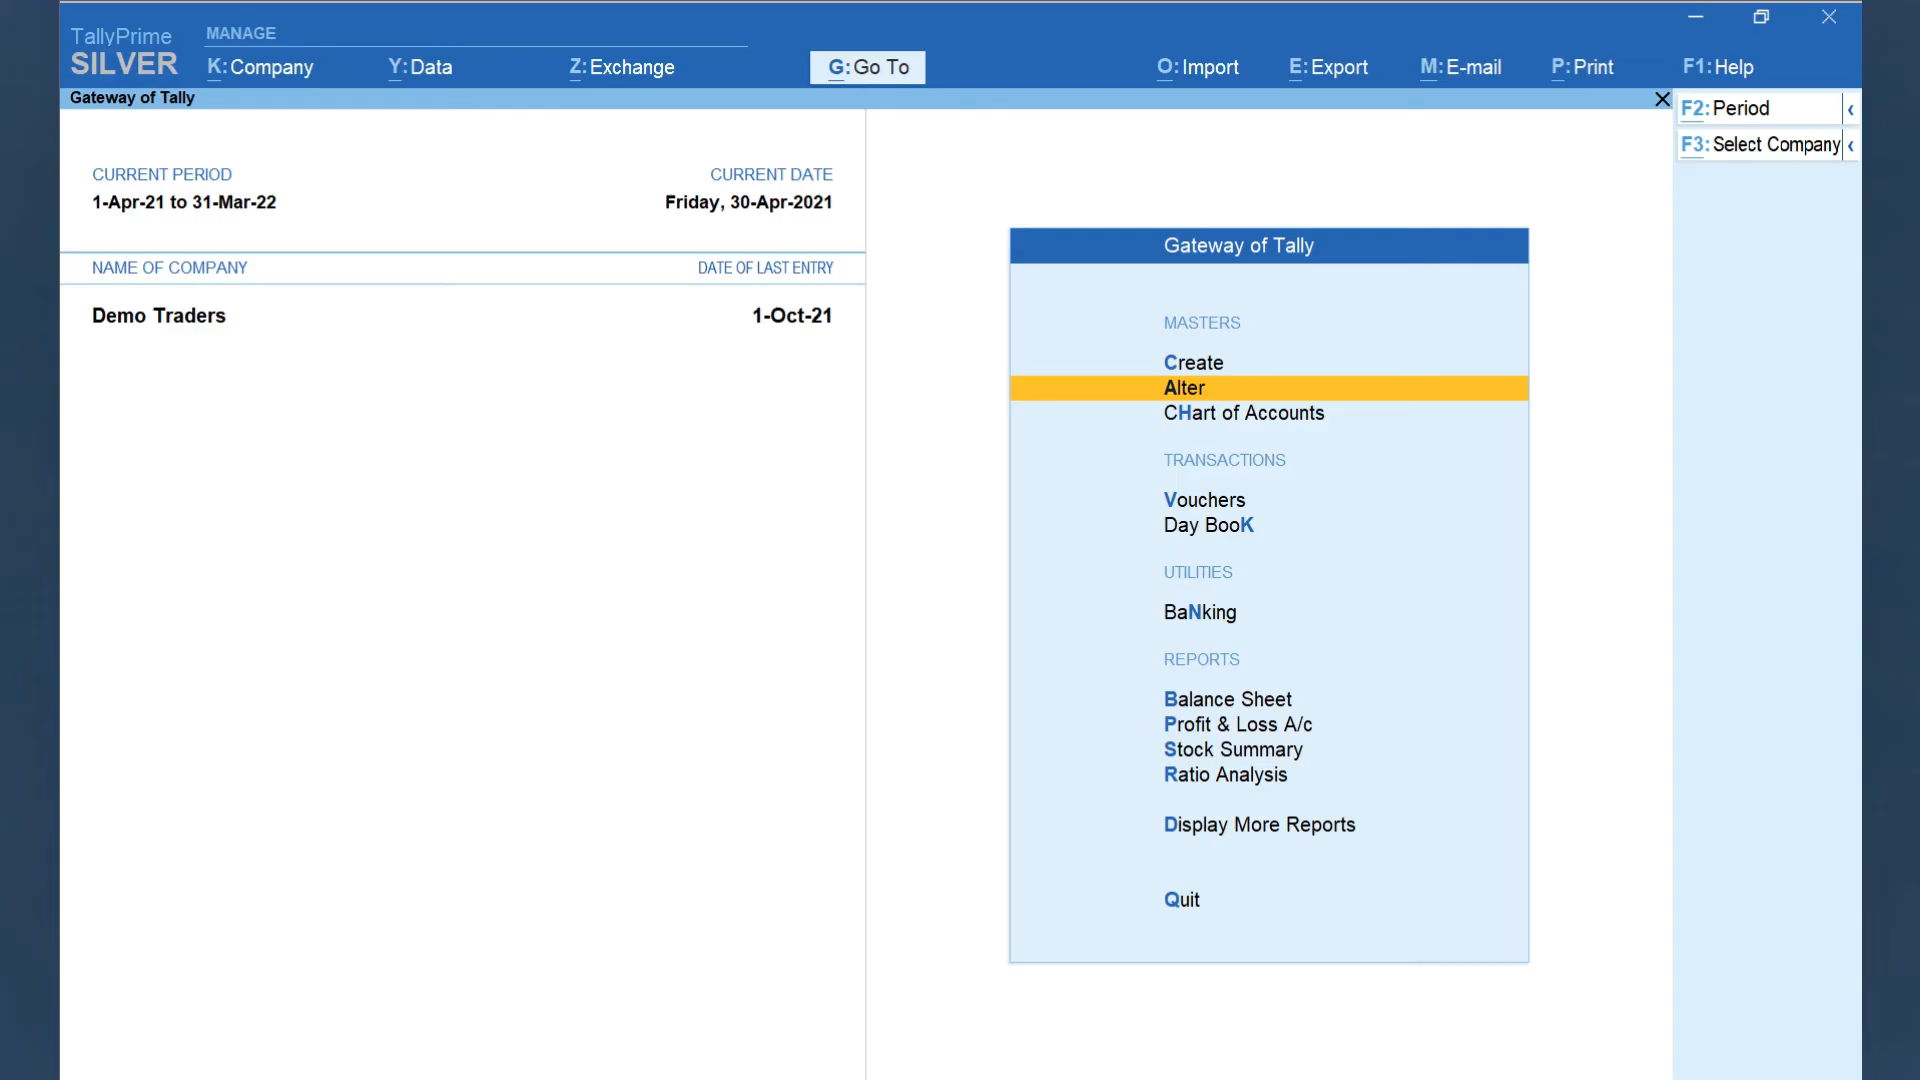 TallyPrime
SILVER
MANAGE
K: Company
Y: Data
Z: Exchange
G: Go To
O: Import
E: Export
M: E-mail
P: Print
F1: Help
Gateway of Tally
F2: Period
F3: Select Company
CURRENT PERIOD
CURRENT DATE
1-Apr-21 to 31-Mar-22
Friday, 30-Apr-2021
NAME OF COMPANY
DATE OF LAST ENTRY
Demo Traders
1-Oct-21
Gateway of Tally
MASTERS
Create
Alter
CHart of Accounts
TRANSACTIONS
Vouchers
Day BooK
UTILITIES
BaNking
REPORTS
Balance Sheet
Profit & Loss A/c
Stock Summary
Ratio Analysis
Display More Reports
Quit